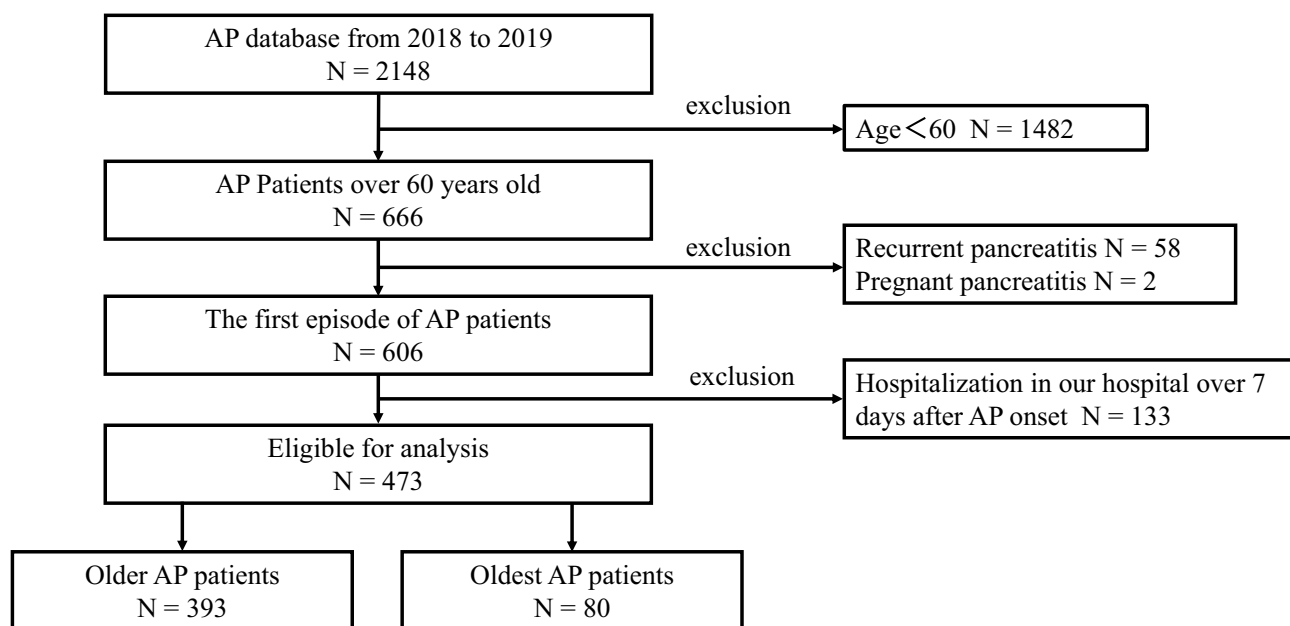 AP database from 2018 to 2019
N = 2148
exclusion
Age＜60 N = 1482
AP Patients over 60 years old
N = 666
exclusion
Recurrent pancreatitis N = 58
Pregnant pancreatitis N = 2
The first episode of AP patients
N = 606
exclusion
Hospitalization in our hospital over 7
days after AP onset N = 133
Eligible for analysis
N = 473
Older AP patients
N = 393
Oldest AP patients
N = 80